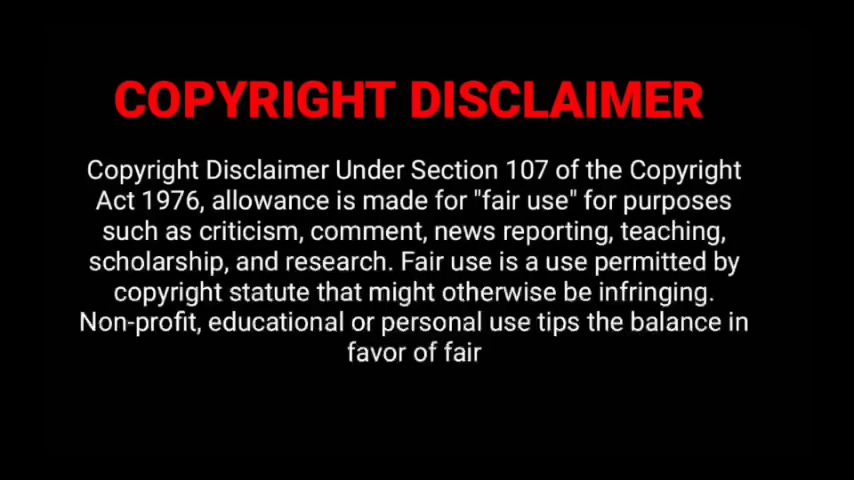 COPYRIGHT DISCLAIMER
Copyright Disclaimer Under Section 107 of the Copyright
Act 1976, allowance is made for "fair use" for purposes
such as criticism, comment, news reporting, teaching,
scholarship, and research. Fair use is a use permitted by
copyright statute that might otherwise be infringing.
Non-profit, educational or personal use tips the balance in
favor of fair